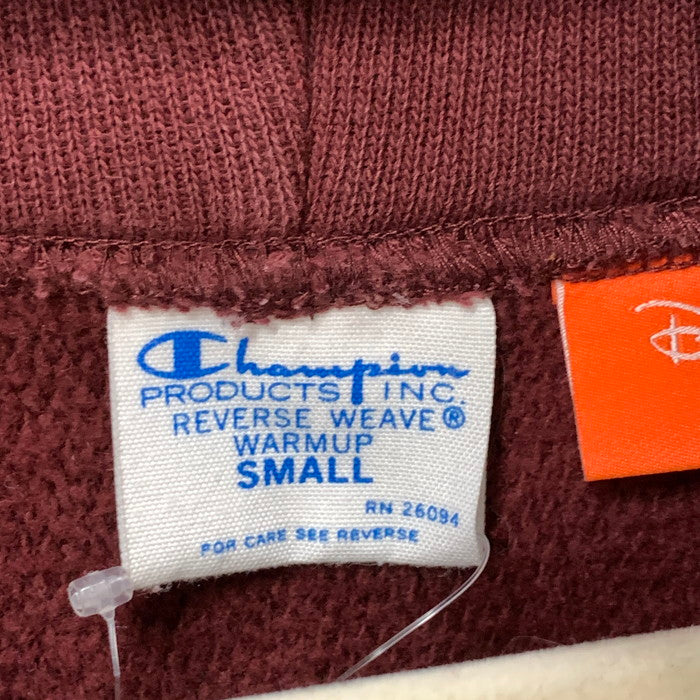 Champion
PRODUCTS INC.
REVERSE WEAVE®
WARMUP
SMALL
RN 26094
FOR CARE SEE REVERSE